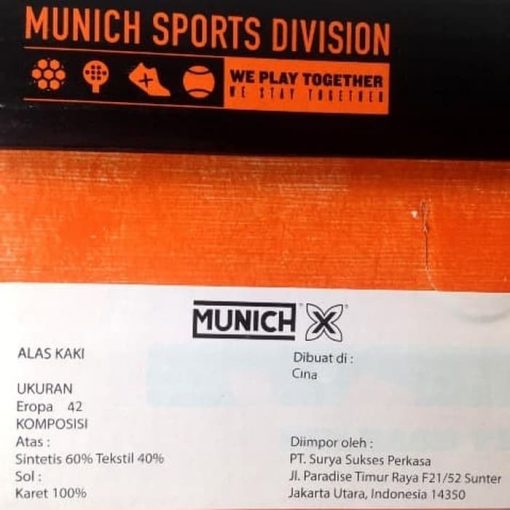 MUNICH SPORTS DIVISION
WE PLAY TOGETHER
WE STAY TOGETHER
MUNICH X
ALAS KAKI
UKURAN
Eropa 42
KOMPOSISI
Atas :
Sintetis 60% Tekstil 40%
Sol :
Karet 100%
Dibuat di :
Cina
Diimpor oleh :
PT. Surya Sukses Perkasa
Jl. Paradise Timur Raya F21/52 Sunter
Jakarta Utara, Indonesia 14350